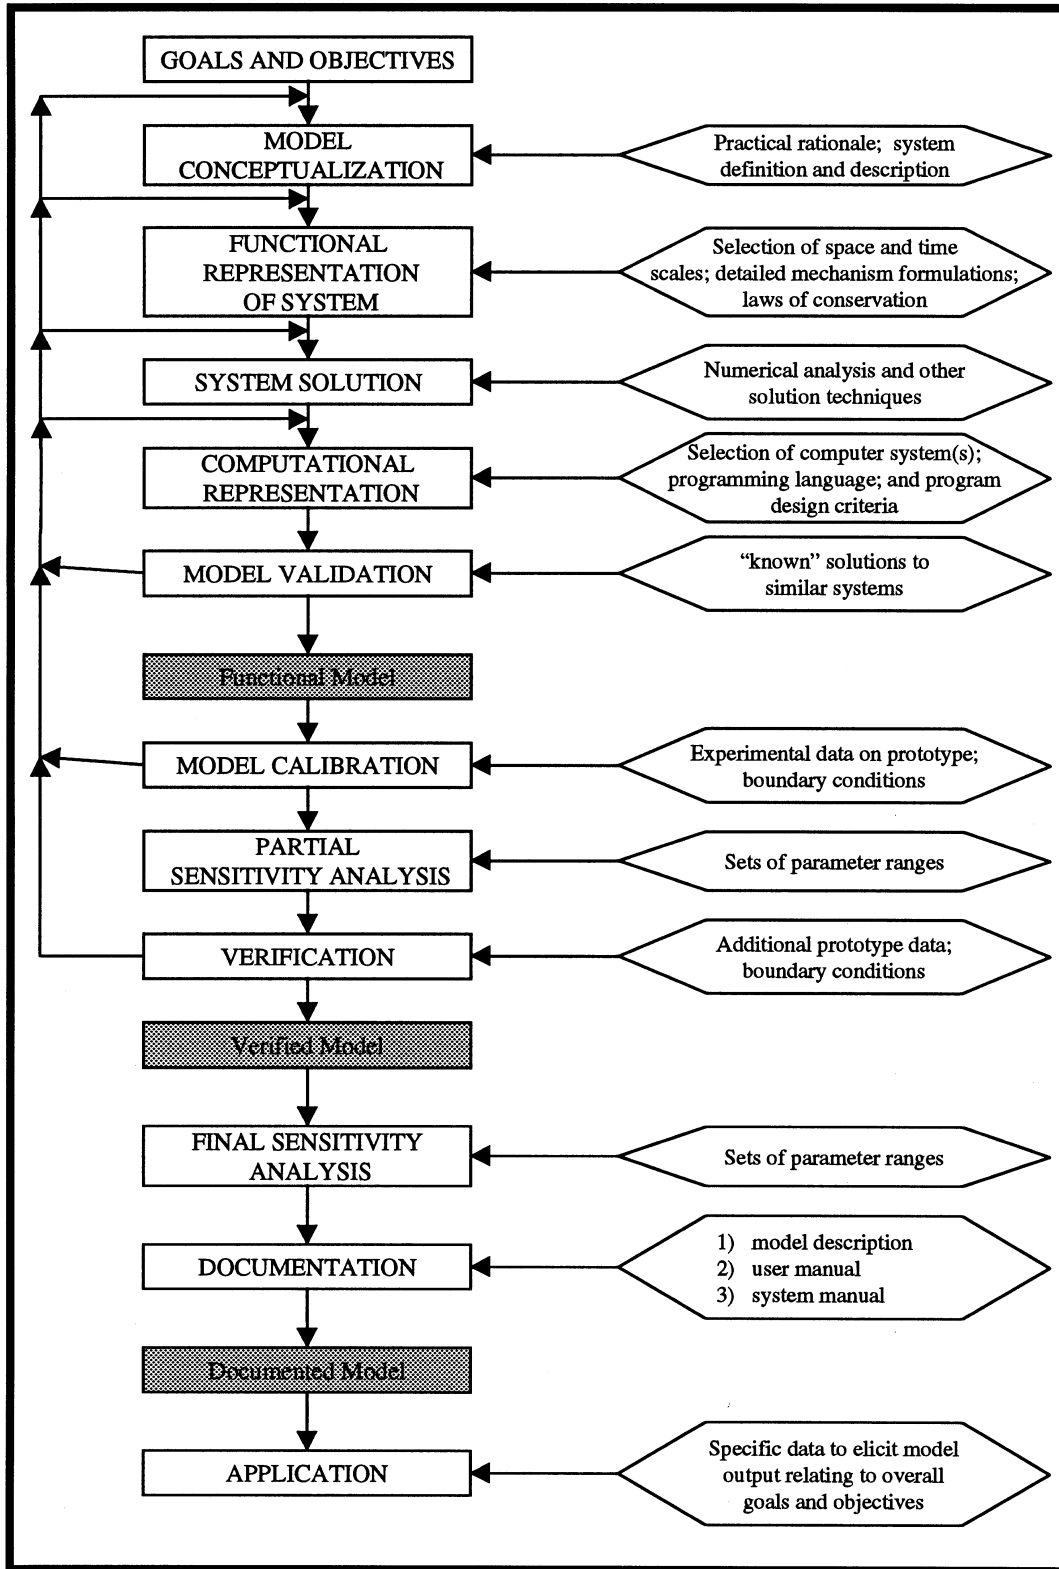 GOALS AND OBJECTIVES
MODEL
CONCEPTUALIZATION
Practical rationale; system
definition and description
FUNCTIONAL
REPRESENTATION
OF SYSTEM
Selection of space and time
scales; detailed mechanism formulations;
laws of conservation
SYSTEM SOLUTION
Numerical analysis and other
solution techniques
COMPUTATIONAL
REPRESENTATION
Selection of computer system(s);
programming language; and program
design criteria
MODEL VALIDATION
“known” solutions to
similar systems
Functional Model
MODEL CALIBRATION
Experimental data on prototype;
boundary conditions
PARTIAL
SENSITIVITY ANALYSIS
Sets of parameter ranges
VERIFICATION
Additional prototype data;
boundary conditions
Verified Model
FINAL SENSITIVITY
ANALYSIS
Sets of parameter ranges
DOCUMENTATION
1) model description
2) user manual
3) system manual
Documented Model
APPLICATION
Specific data to elicit model
output relating to overall
goals and objectives